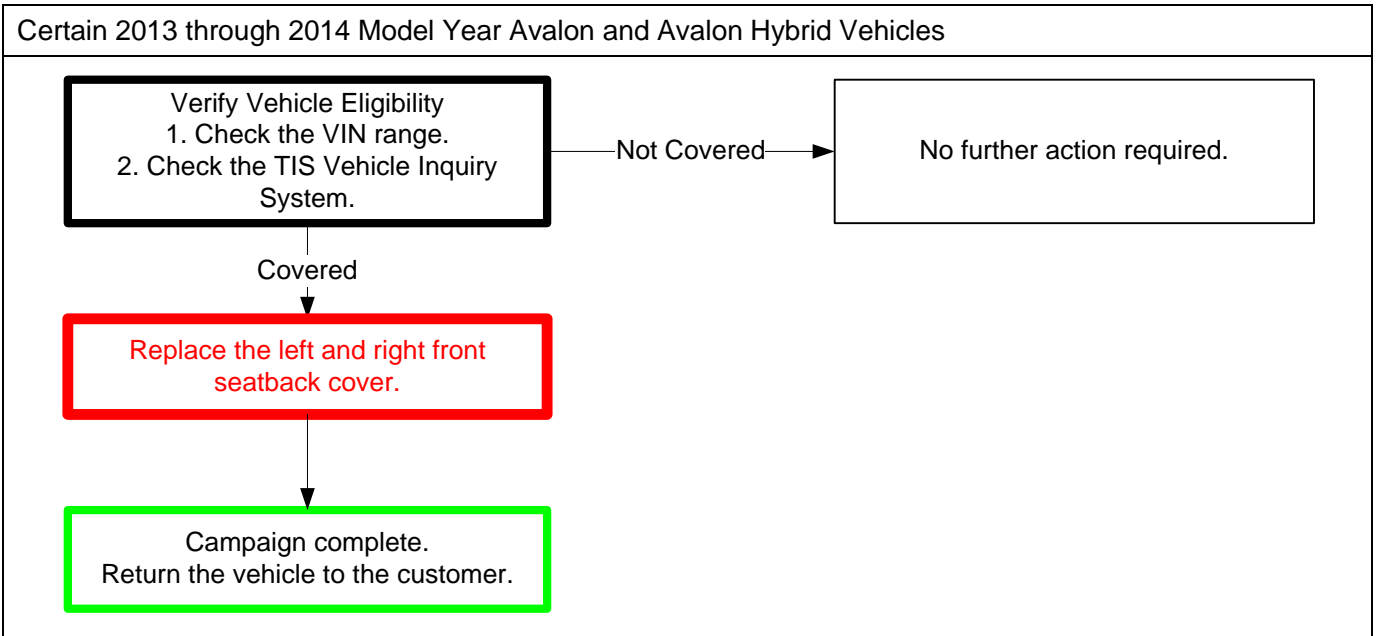 Certain 2013 through 2014 Model Year Avalon and Avalon Hybrid Vehicles
Verify Vehicle Eligibility
1. Check the VIN range.
2. Check the TIS Vehicle Inquiry
System.
Not Covered
No further action required.
Covered
Replace the left and right front
seatback cover.
Campaign complete.
Return the vehicle to the customer.